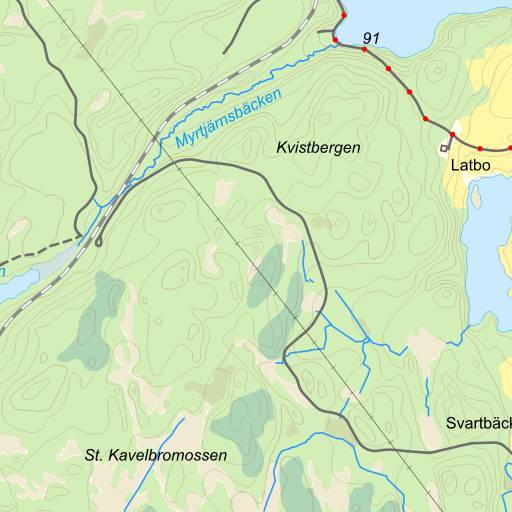 91
Myrtjärnsbäcken
Kvistbergen
Latbo
Svartbäck
St. Kavelbromossen